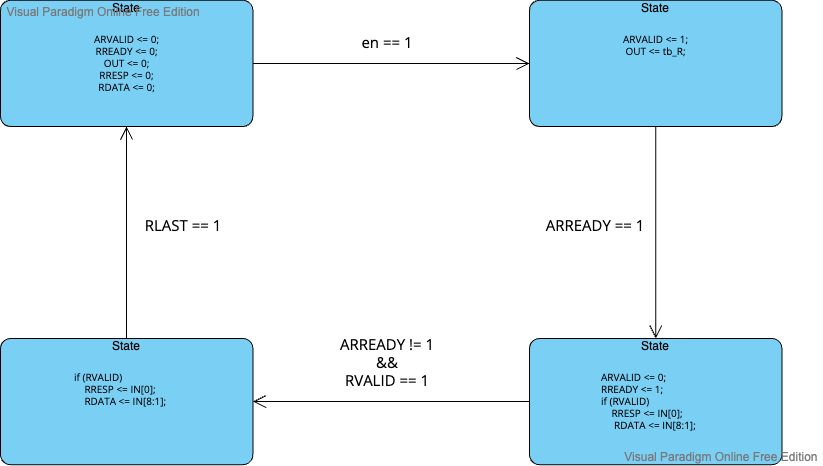 State
Visual Paradigm Online Free Edition
ARVALID <= 0;
RREADY <= 0;
OUT <= 0;
RRESP <= 0;
RDATA <= 0;
en == 1
State
ARVALID <= 1;
OUT <= tb_R;
RLAST == 1
ARREADY == 1
State
if (RVALID)
RRESP <= IN[0];
RDATA <= IN[8:1];
ARREADY != 1
&&
RVALID == 1
State
ARVALID <= 0;
RREADY <= 1;
if (RVALID)
RRESP <= IN[0];
RDATA <= IN[8:1];
Visual Paradigm Online Free Edition